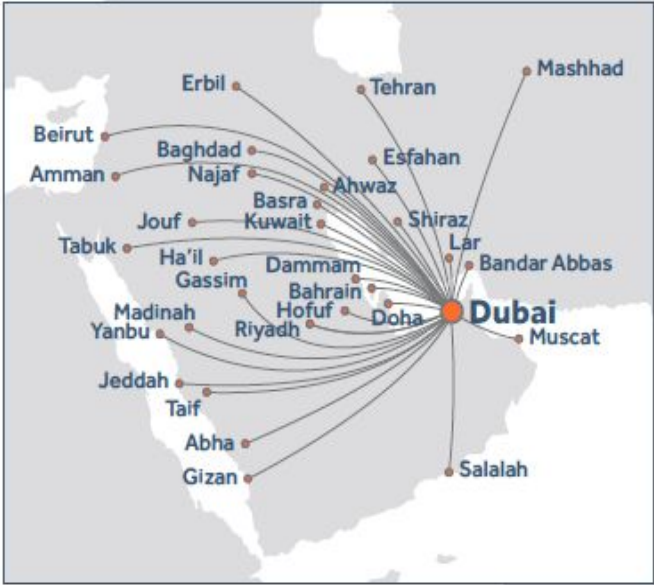 Mashhad
Erbil
Tehran
Beirut
Baghdad
Esfahan
Amman
Najaf
Ahwaz
Basra
Jouf
Kuwait
Shiraz
Tabuk
Lar
Ha'il
Dammam
Bandar Abbas
Gassim
Bahrain
Madinah
Hofuf
Doha
Dubai
Yanbu
Riyadh
Muscat
Jeddah
Taif
Abha
Salalah
Gizan